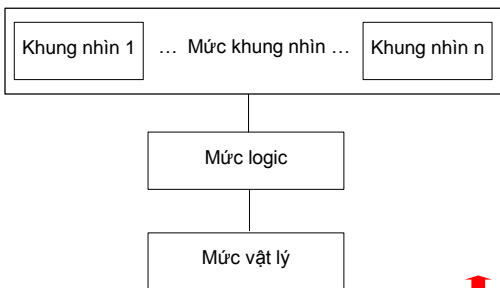 Khung nhìn 1 … Mức khung nhìn … Khung nhìn n
Mức logic
Mức vật lý